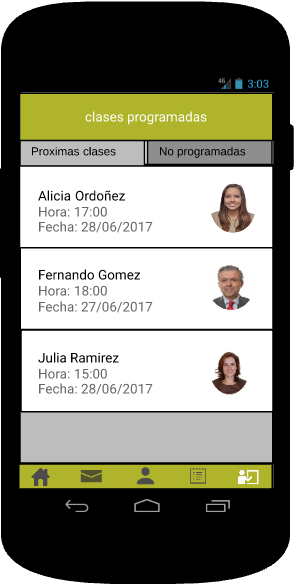 4G 3:03
clases programadas
Proximas clases No programadas
Alicia Ordoñez
Hora: 17:00
Fecha: 28/06/2017
Fernando Gomez
Hora: 18:00
Fecha: 27/06/2017
Julia Ramirez
Hora: 15:00
Fecha: 28/06/2017